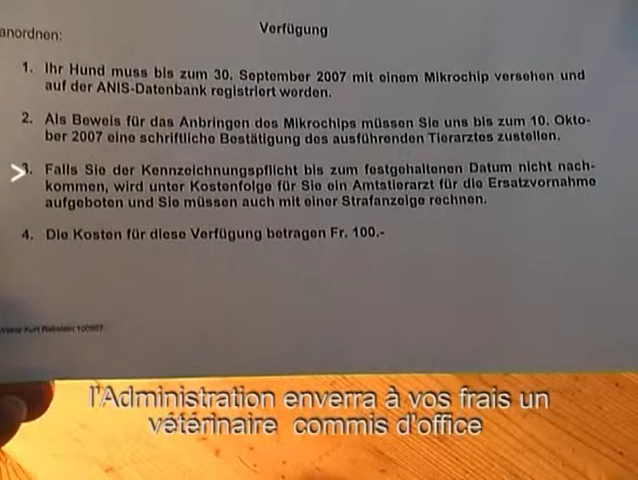 anordnen:
Verfügung
1. Ihr Hund muss bis zum 30. September 2007 mit einem Mikrochip versehen und
auf der ANIS-Datenbank registriert werden.
2. Als Beweis für das Anbringen des Mikrochips müssen Sie uns bis zum 10. Okto-
ber 2007 eine schriftliche Bestätigung des ausführenden Tierarztes zustellen.
3. Falls Sie der Kennzeichnungspflicht bis zum festgehaltenen Datum nicht nach-
kommen, wird unter Kostenfolge für Sie ein Amtstierarzt für die Ersatzvornahme
aufgeboten und Sie müssen auch mit einer Strafanzeige rechnen.
4. Die Kosten für diese Verfügung betragen Fr. 100.-
Kurt 100907
l'Administration enverra à vos frais un
vétérinaire commis d'office